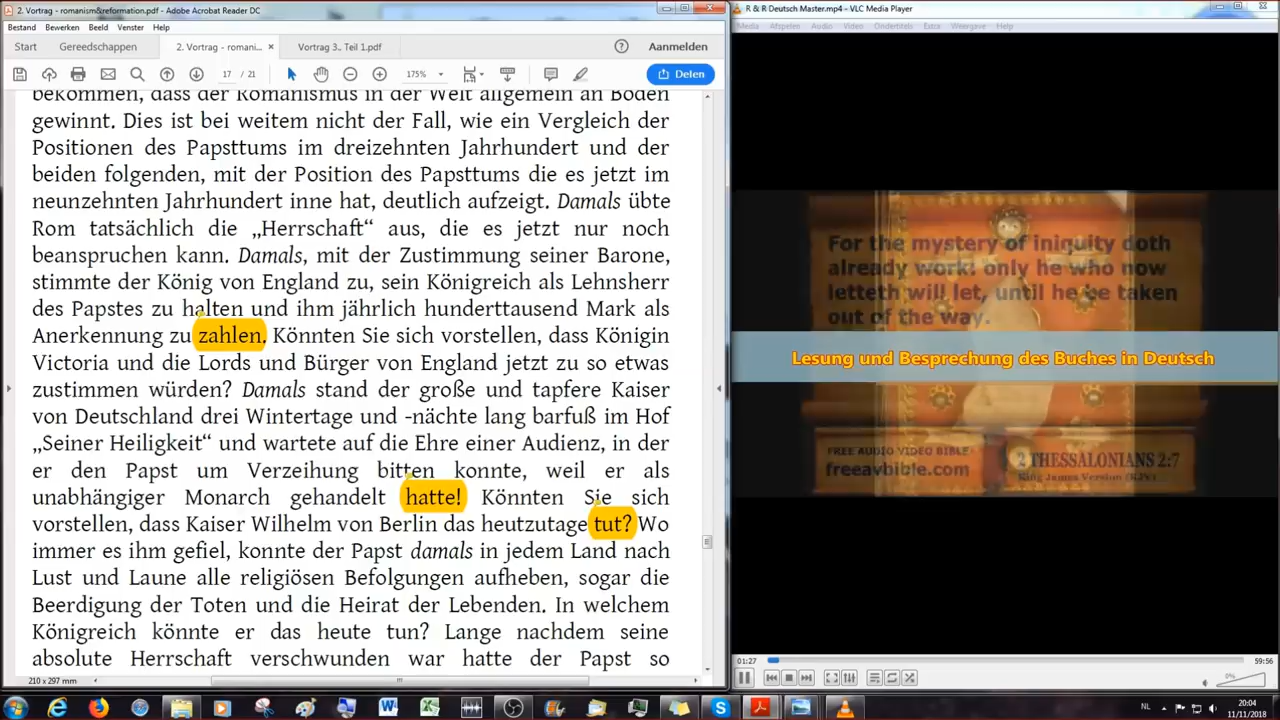 2. Vortrag - romanism&reformation.pdf - Adobe Acrobat Reader DC
Bestand Bewerken Beeld Venster Help
Start Gereedschappen 2. Vortrag - romani... × Vortrag 3.. Teil 1.pdf Aanmelden
17 / 21 175% Delen
bekommen, dass der Romanismus in der Welt allgemein an Boden
gewinnt. Dies ist bei weitem nicht der Fall, wie ein Vergleich der
Positionen des Papsttums im dreizehnten Jahrhundert und der
beiden folgenden, mit der Position des Papsttums die es jetzt im
neunzehnten Jahrhundert inne hat, deutlich aufzeigt. Damals übte
Rom tatsächlich die „Herrschaft“ aus, die es jetzt nur noch
beanspruchen kann. Damals, mit der Zustimmung seiner Barone,
stimmte der König von England zu, sein Königreich als Lehnsherr
des Papstes zu halten und ihm jährlich hunderttausend Mark als
Anerkennung zu zahlen. Könnten Sie sich vorstellen, dass Königin
Victoria und die Lords und Bürger von England jetzt zu so etwas
zustimmen würden? Damals stand der große und tapfere Kaiser
von Deutschland drei Wintertage und -nächte lang barfuß im Hof
„Seiner Heiligkeit“ und wartete auf die Ehre einer Audienz, in der
er den Papst um Verzeihung bitten konnte, weil er als
unabhängiger Monarch gehandelt hatte! Könnten Sie sich
vorstellen, dass Kaiser Wilhelm von Berlin das heutzutage tut? Wo
immer es ihm gefiel, konnte der Papst damals in jedem Land nach
Lust und Laune alle religiösen Befolgungen aufheben, sogar die
Beerdigung der Toten und die Heirat der Lebenden. In welchem
Königreich könnte er das heute tun? Lange nachdem seine
absolute Herrschaft verschwunden war hatte der Papst so
210 x 297 mm
R & R Deutsch Master.mp4 - VLC Media Player
Media Afspelen Audio Video Ondertitels Extra Weergave Help
For the mystery of iniquity doth
already work: only he who now
letteth will let, until he be taken
out of the way.
Lesung und Besprechung des Buches in Deutsch
FREE AUDIO VIDEO BIBLE
freeavbible.com
2 THESSALONIANS 2:7
King James Version (KJV)
01:27 59:56
0%
NL 20:04
11/11/2018